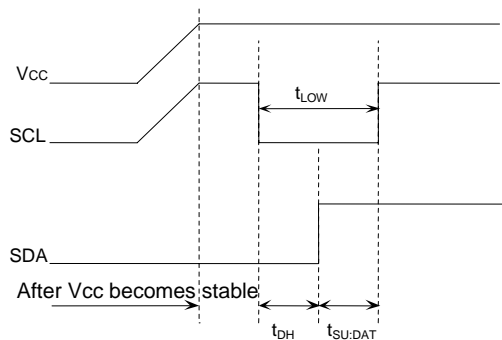 VCC
tLOW
SCL
SDA
After Vcc becomes stable
tDH
tSU:DAT